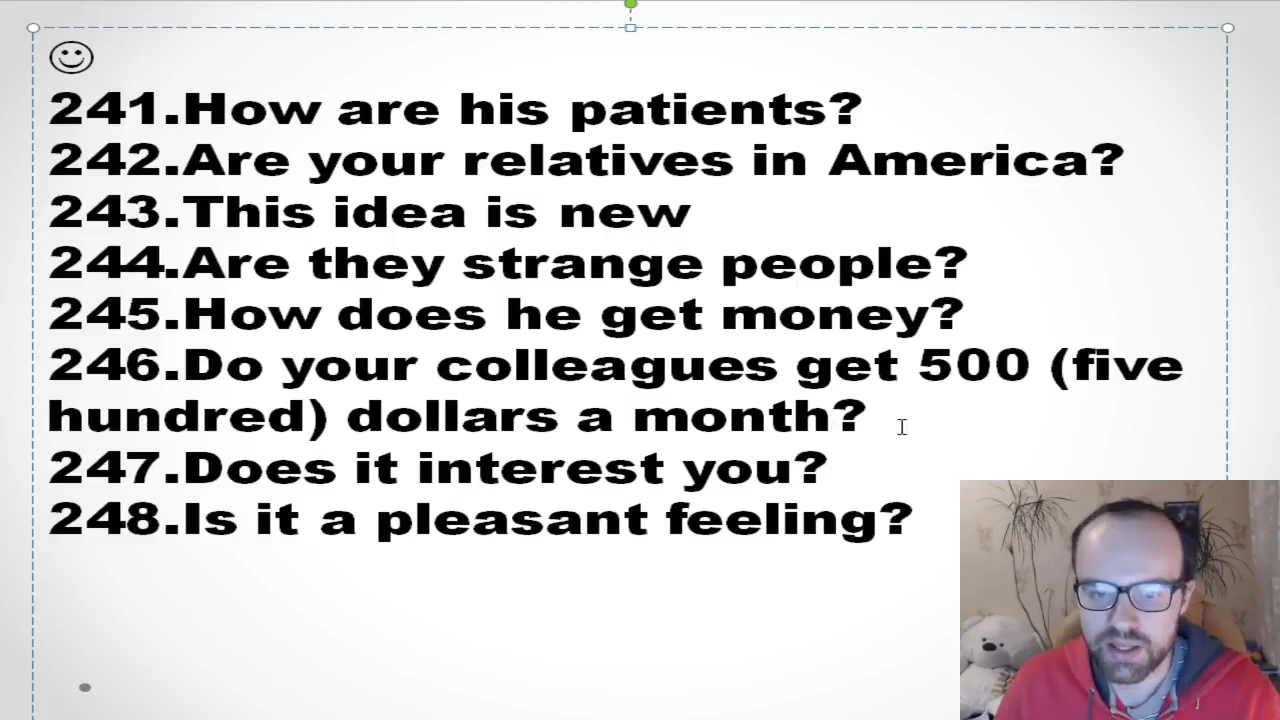 241.How are his patients?
242.Are your relatives in America?
243.This idea is new
244.Are they strange people?
245.How does he get money?
246.Do your colleagues get 500 (five
hundred) dollars a month?
247.Does it interest you?
248.Is it a pleasant feeling?